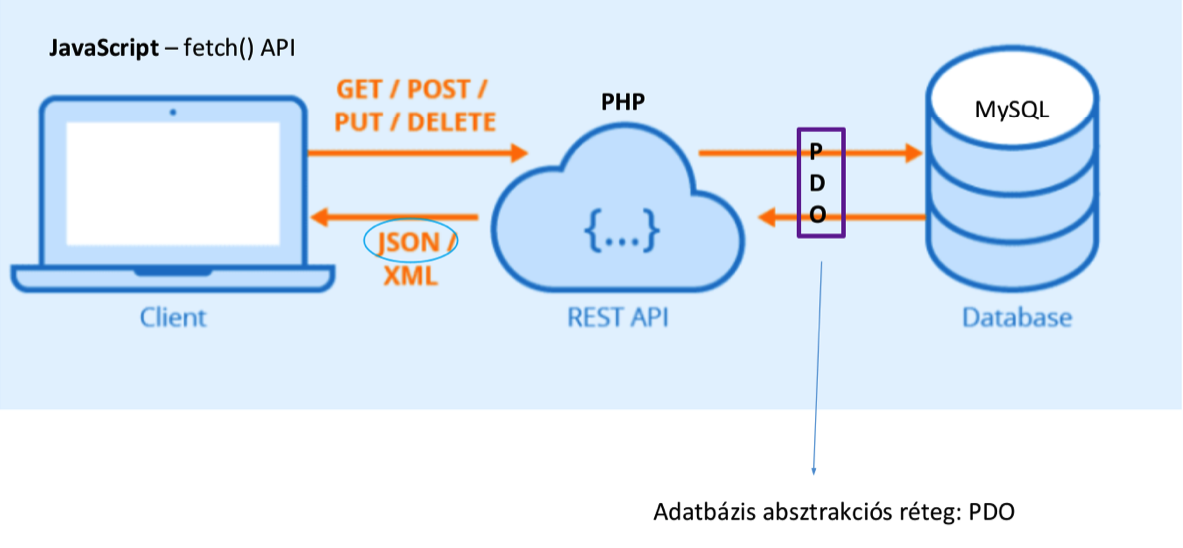 JavaScript – fetch() API
GET / POST /
PUT / DELETE
JSON /
XML
Client
PHP
{...}
REST API
P
D
O
MySQL
Database
Adatbázis absztrakciós réteg: PDO